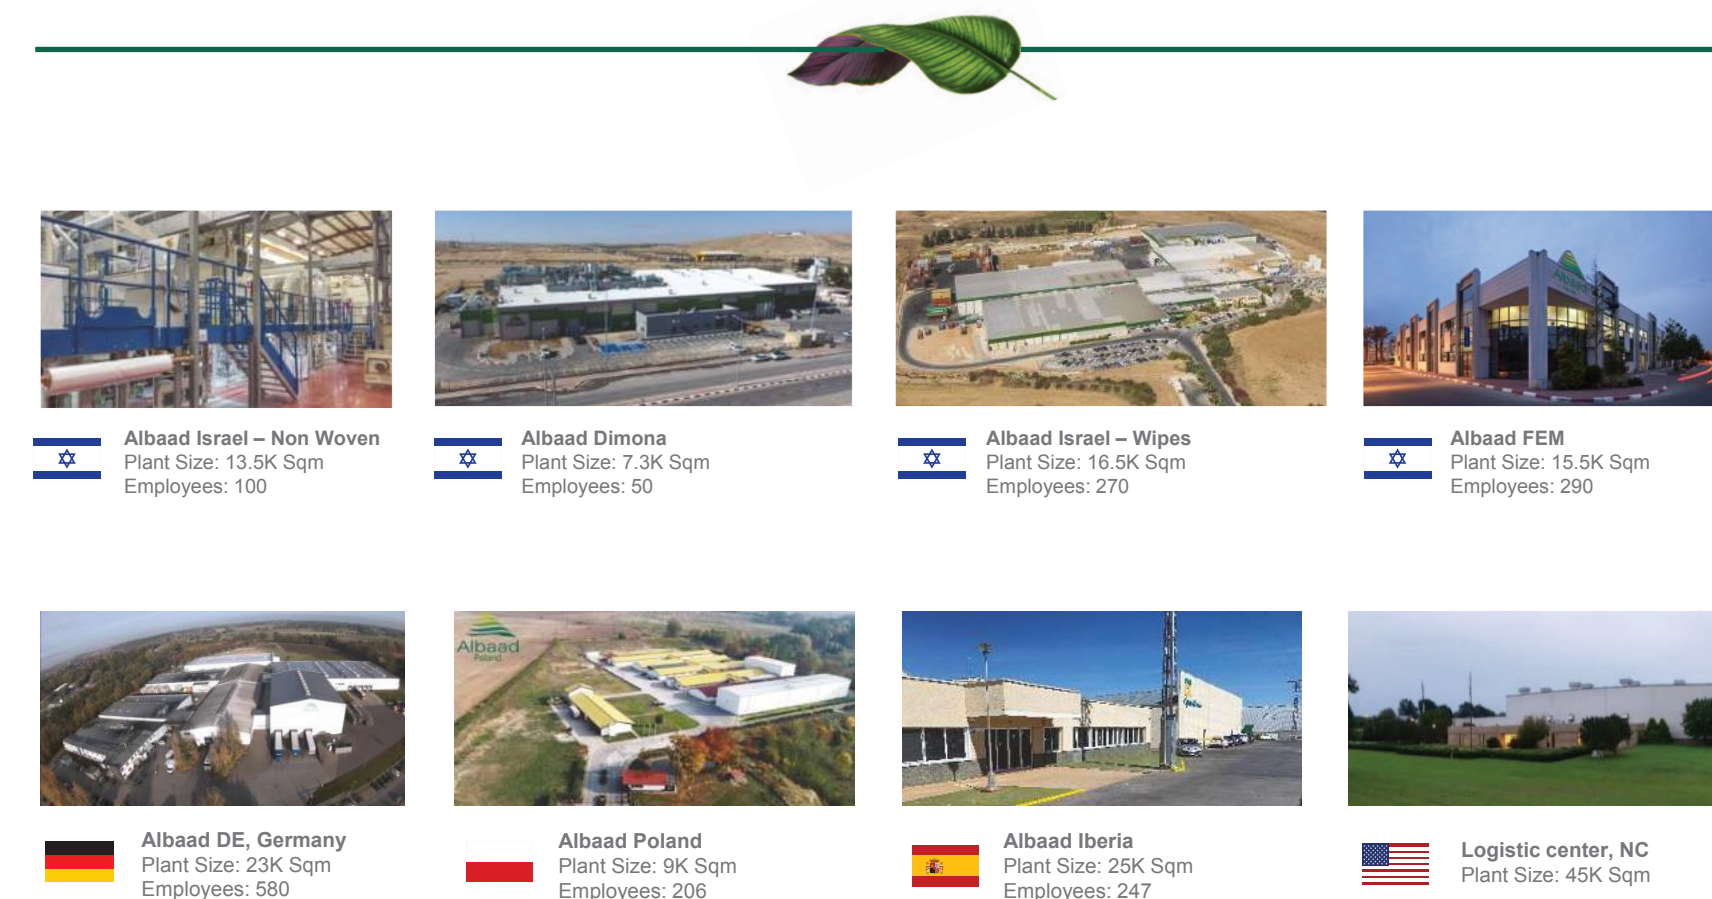 Albaad Israel – Non Woven
Plant Size: 13.5K Sqm
Employees: 100
Albaad Dimona
Plant Size: 7.3K Sqm
Employees: 50
Albaad Israel – Wipes
Plant Size: 16.5K Sqm
Employees: 270
Albaad
Albaad FEM
Plant Size: 15.5K Sqm
Employees: 290
Albaad
Poland
Albaad DE, Germany
Plant Size: 23K Sqm
Employees: 580
Albaad Poland
Plant Size: 9K Sqm
Employees: 206
Albaad Iberia
Plant Size: 25K Sqm
Employees: 247
Logistic center, NC
Plant Size: 45K Sqm